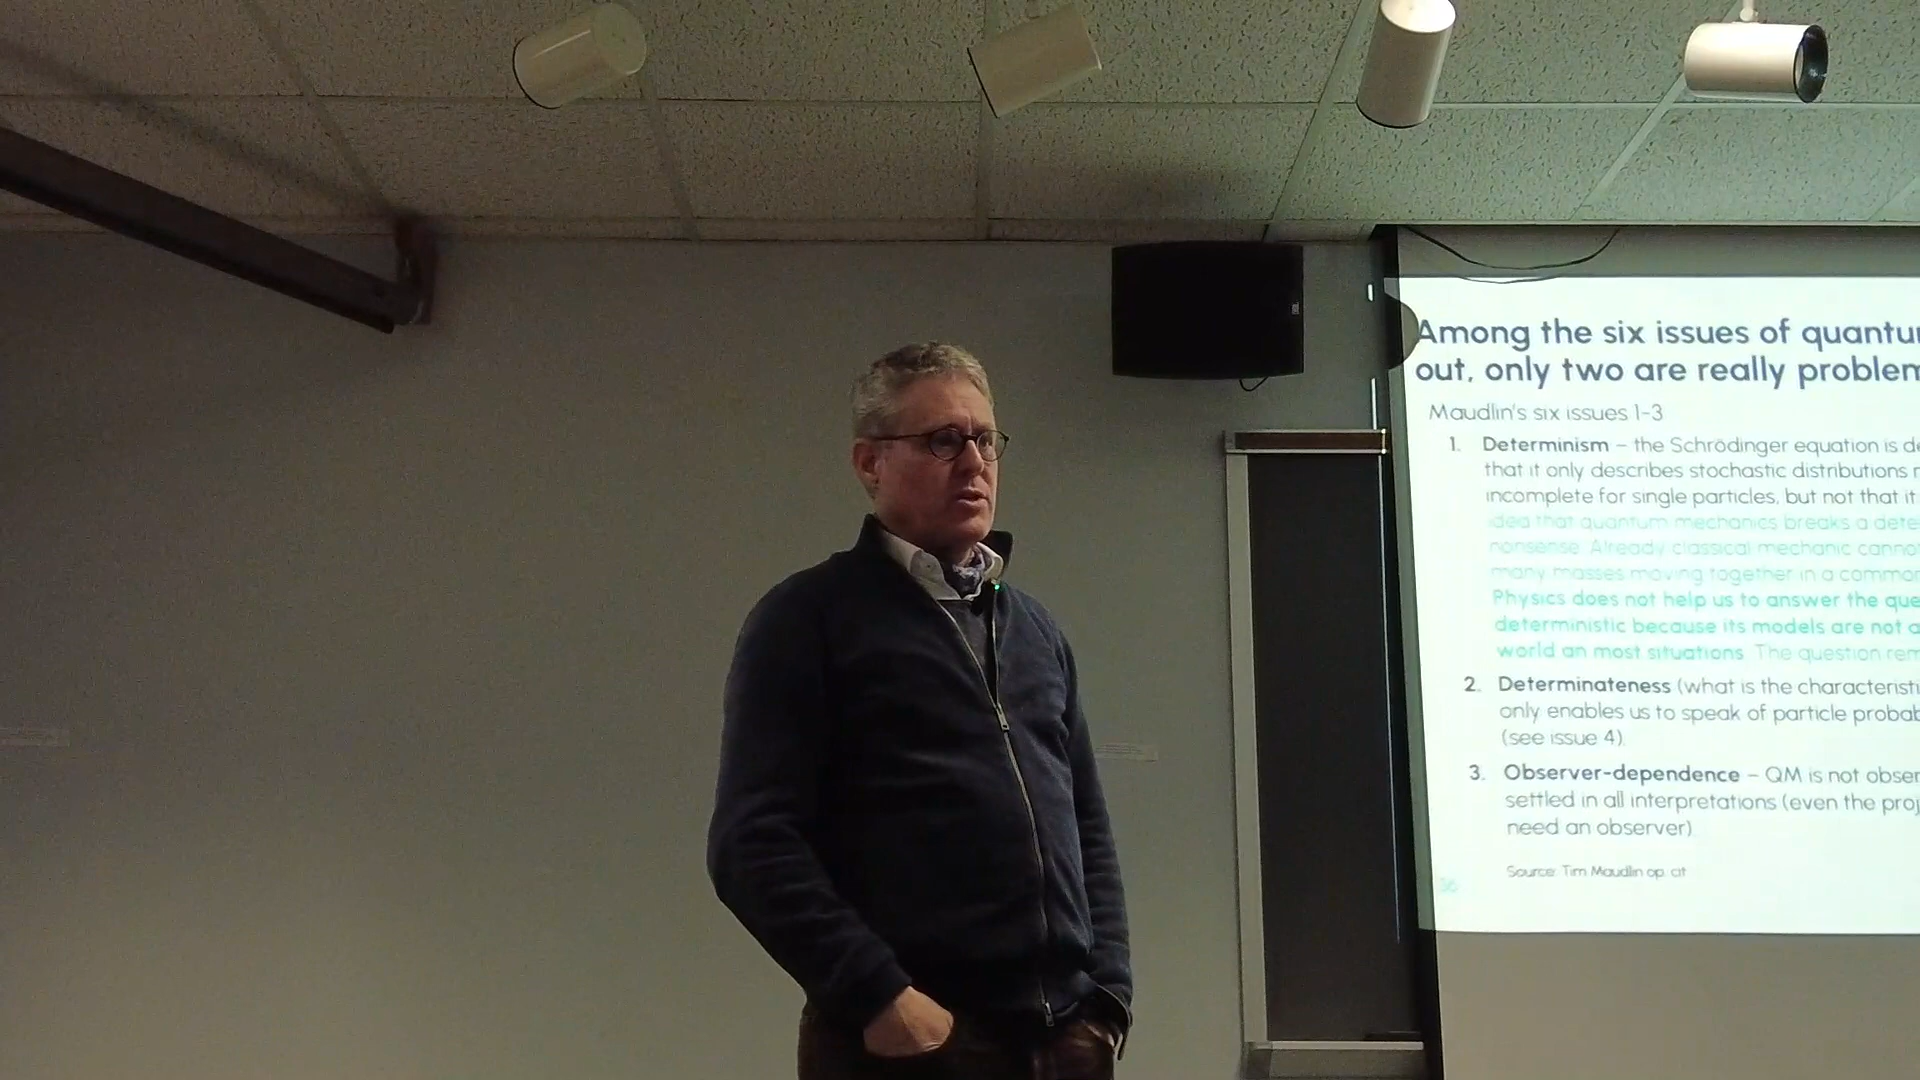 Among the six issues of quantu
out, only two are really problem
Maudlin's six issues 1-3
1. Determinism – the Schrödinger equation is de
that it only describes stochastic distributions r
incomplete for single particles, but not that it
idea that quantum mechanics breaks a dete
nonsense. Already classical mechanic canno
many masses moving together in a commo
Physics does not help us to answer the que
deterministic because its models are not a
world an most situations. The question rem
2. Determinateness (what is the characteristi
only enables us to speak of particle probab
(see issue 4).
3. Observer-dependence – QM is not obser
settled in all interpretations (even the proj
need an observer).
Source: Tim Maudlin op. cit
36